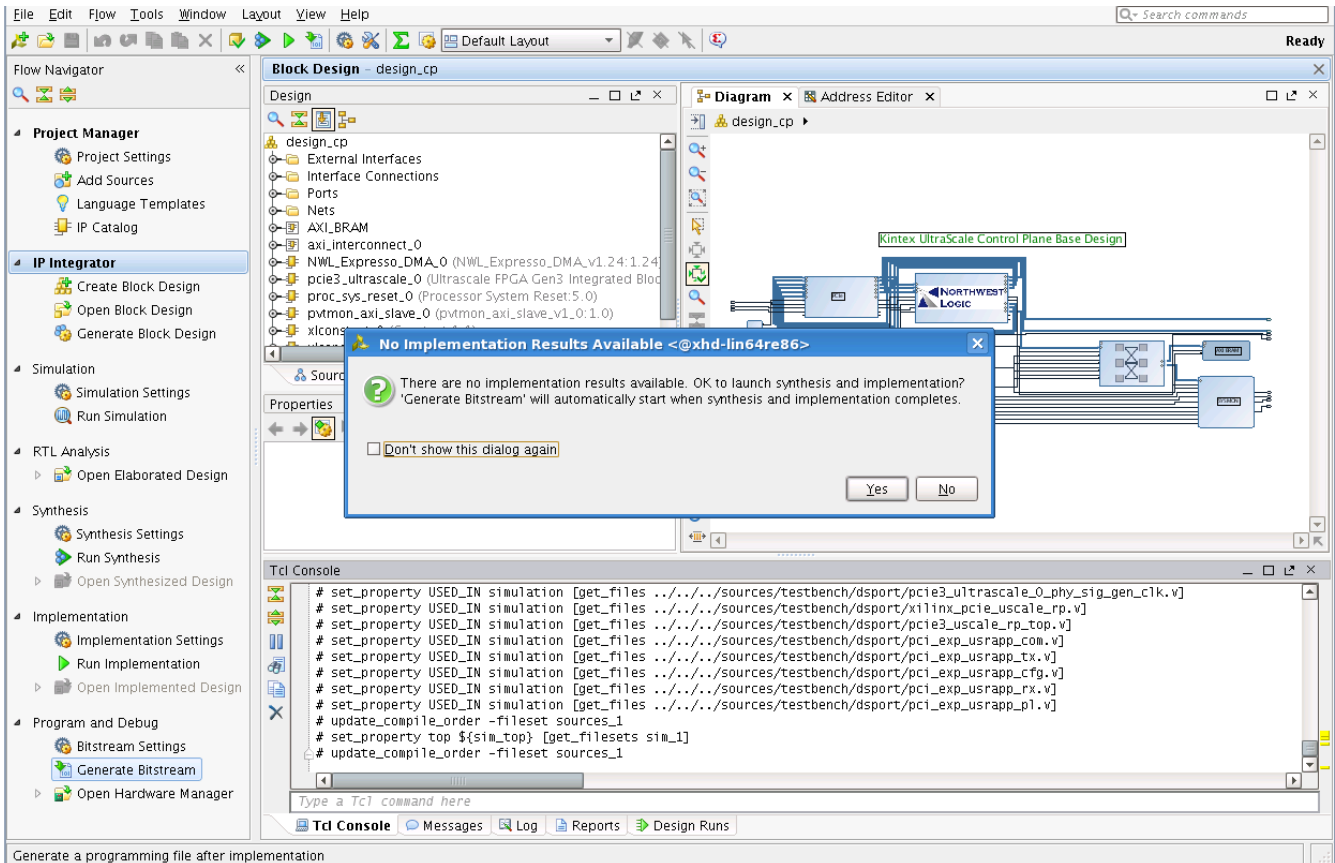 File Edit Flow Tools Window Layout View Help
Search commands
Default Layout
Ready
Flow Navigator
Block Design - design_cp
Project Manager
Project Settings
Add Sources
Language Templates
IP Catalog
IP Integrator
Create Block Design
Open Block Design
Generate Block Design
Simulation
Simulation Settings
Run Simulation
RTL Analysis
Open Elaborated Design
Synthesis
Synthesis Settings
Run Synthesis
Open Synthesized Design
Implementation
Implementation Settings
Run Implementation
Open Implemented Design
Program and Debug
Bitstream Settings
Generate Bitstream
Open Hardware Manager
Design
design_cp
External Interfaces
Interface Connections
Ports
Nets
AXI_BRAM
axi_interconnect_0
NWL_Expresso_DMA_0 (NWL_Expresso_DMA_v1.24:1.24
pcie3_ultrascale_0 (Ultrascale FPGA Gen3 Integrated Bloc
proc_sys_reset_0 (Processor System Reset:5.0)
pvtmon_axi_slave_0 (pvtmon_axi_slave_v1_0:1.0)
Sourc
Properties
Diagram Address Editor
design_cp
Kintex UltraScale Control Plane Base Design
NORTHWEST
LOGIC
No Implementation Results Available <@xhd-lin64re86>
There are no implementation results available. OK to launch synthesis and implementation?
'Generate Bitstream' will automatically start when synthesis and implementation completes.
Don't show this dialog again
Yes No
Tcl Console
# set_property USED_IN simulation [get_files ../../../sources/testbench/dsport/pcie3_ultrascale_0_phy_sig_gen_clk.v]
# set_property USED_IN simulation [get_files ../../../sources/testbench/dsport/xilinx_pcie_uscale_rp.v]
# set_property USED_IN simulation [get_files ../../../sources/testbench/dsport/pcie3_uscale_rp_top.v]
# set_property USED_IN simulation [get_files ../../../sources/testbench/dsport/pci_exp_usrapp_com.v]
# set_property USED_IN simulation [get_files ../../../sources/testbench/dsport/pci_exp_usrapp_tx.v]
# set_property USED_IN simulation [get_files ../../../sources/testbench/dsport/pci_exp_usrapp_cfg.v]
# set_property USED_IN simulation [get_files ../../../sources/testbench/dsport/pci_exp_usrapp_rx.v]
# set_property USED_IN simulation [get_files ../../../sources/testbench/dsport/pci_exp_usrapp_pl.v]
# update_compile_order -fileset sources_1
# set_property top ${sim_top} [get_filesets sim_1]
# update_compile_order -fileset sources_1
Type a Tcl command here
Tcl Console Messages Log Reports Design Runs
Generate a programming file after implementation